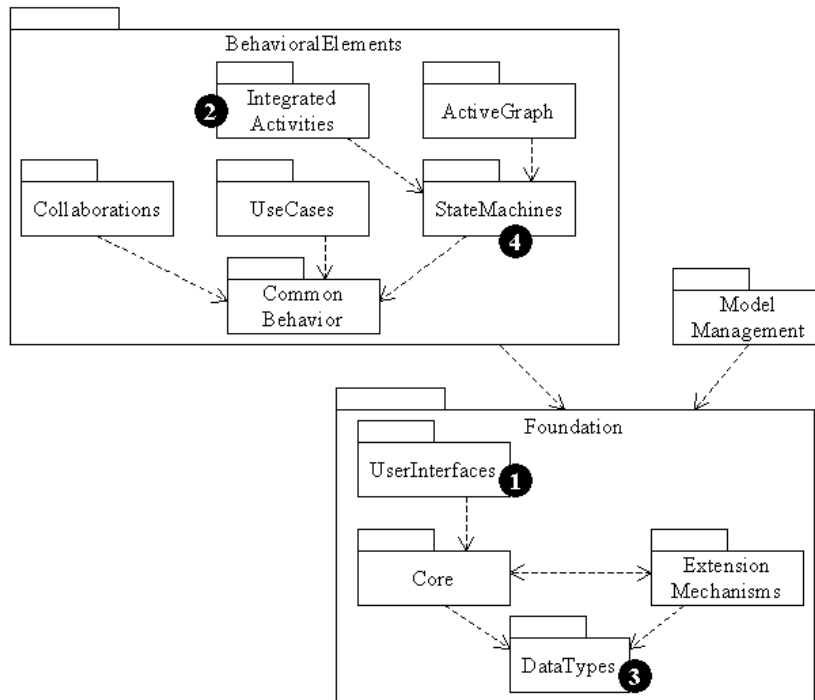 BehavioralElements
2
Integrated
Activities
ActiveGraph
Collaborations
UseCases
StateMachines
4
Common
Behavior
Model
Management
Foundation
UserInterfaces
1
Core
Extension
Mechanisms
DataTypes
3